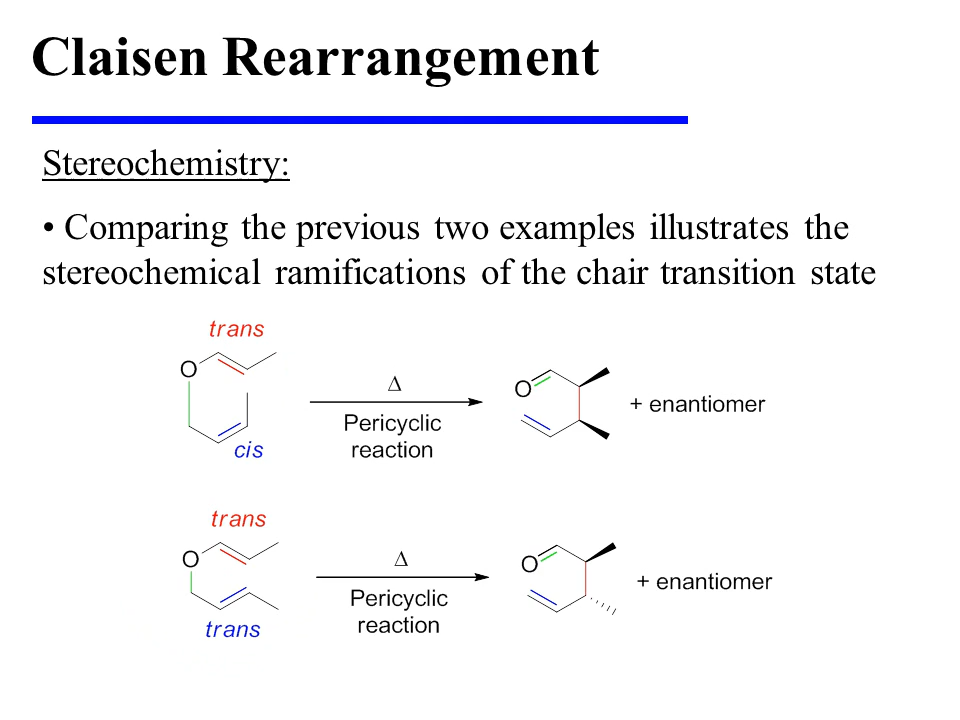 Claisen Rearrangement
Stereochemistry:
• Comparing the previous two examples illustrates the
stereochemical ramifications of the chair transition state
trans
O
cis
Δ
Pericyclic
reaction
O
+ enantiomer
trans
O
trans
Δ
Pericyclic
reaction
O
+ enantiomer